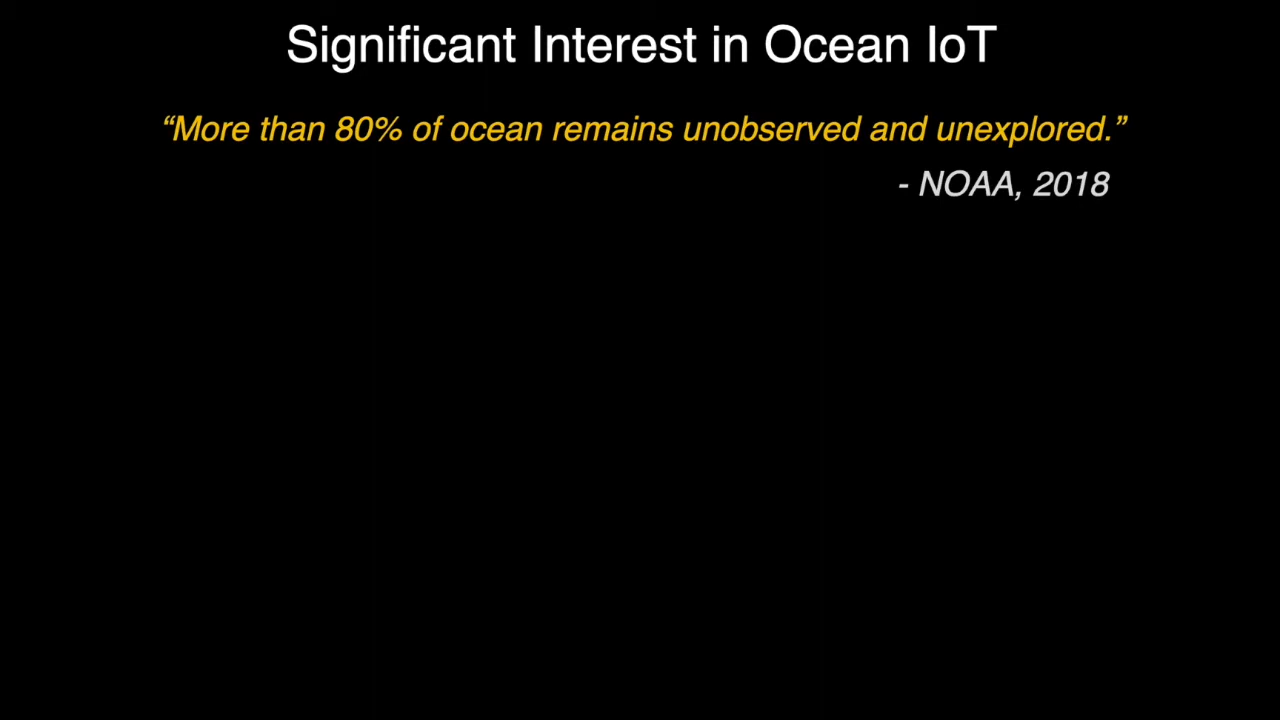 Significant Interest in Ocean IoT
“More than 80% of ocean remains unobserved and unexplored.”
- NOAA, 2018